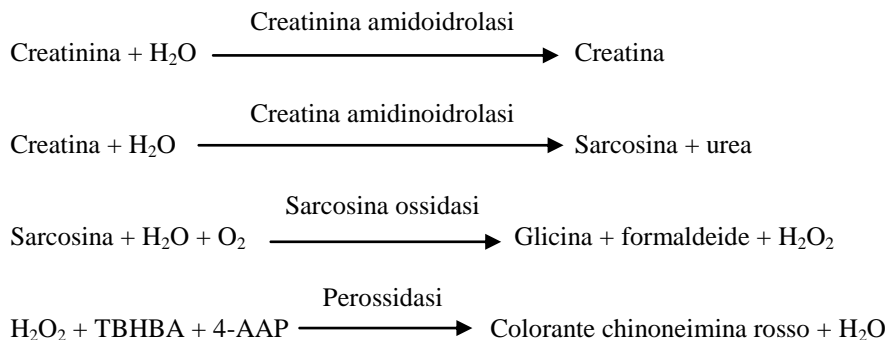 Creatinina amidoidrolasi
Creatinina + H₂O Creatina
Creatina amidinoidrolasi
Creatina + H₂O Sarcosina + urea
Sarcosina ossidasi
Sarcosina + H₂O + O₂ Glicina + formaldeide + H₂O₂
Perossidasi
H₂O₂ + TBHBA + 4-AAP Colorante chinoneimina rosso + H₂O